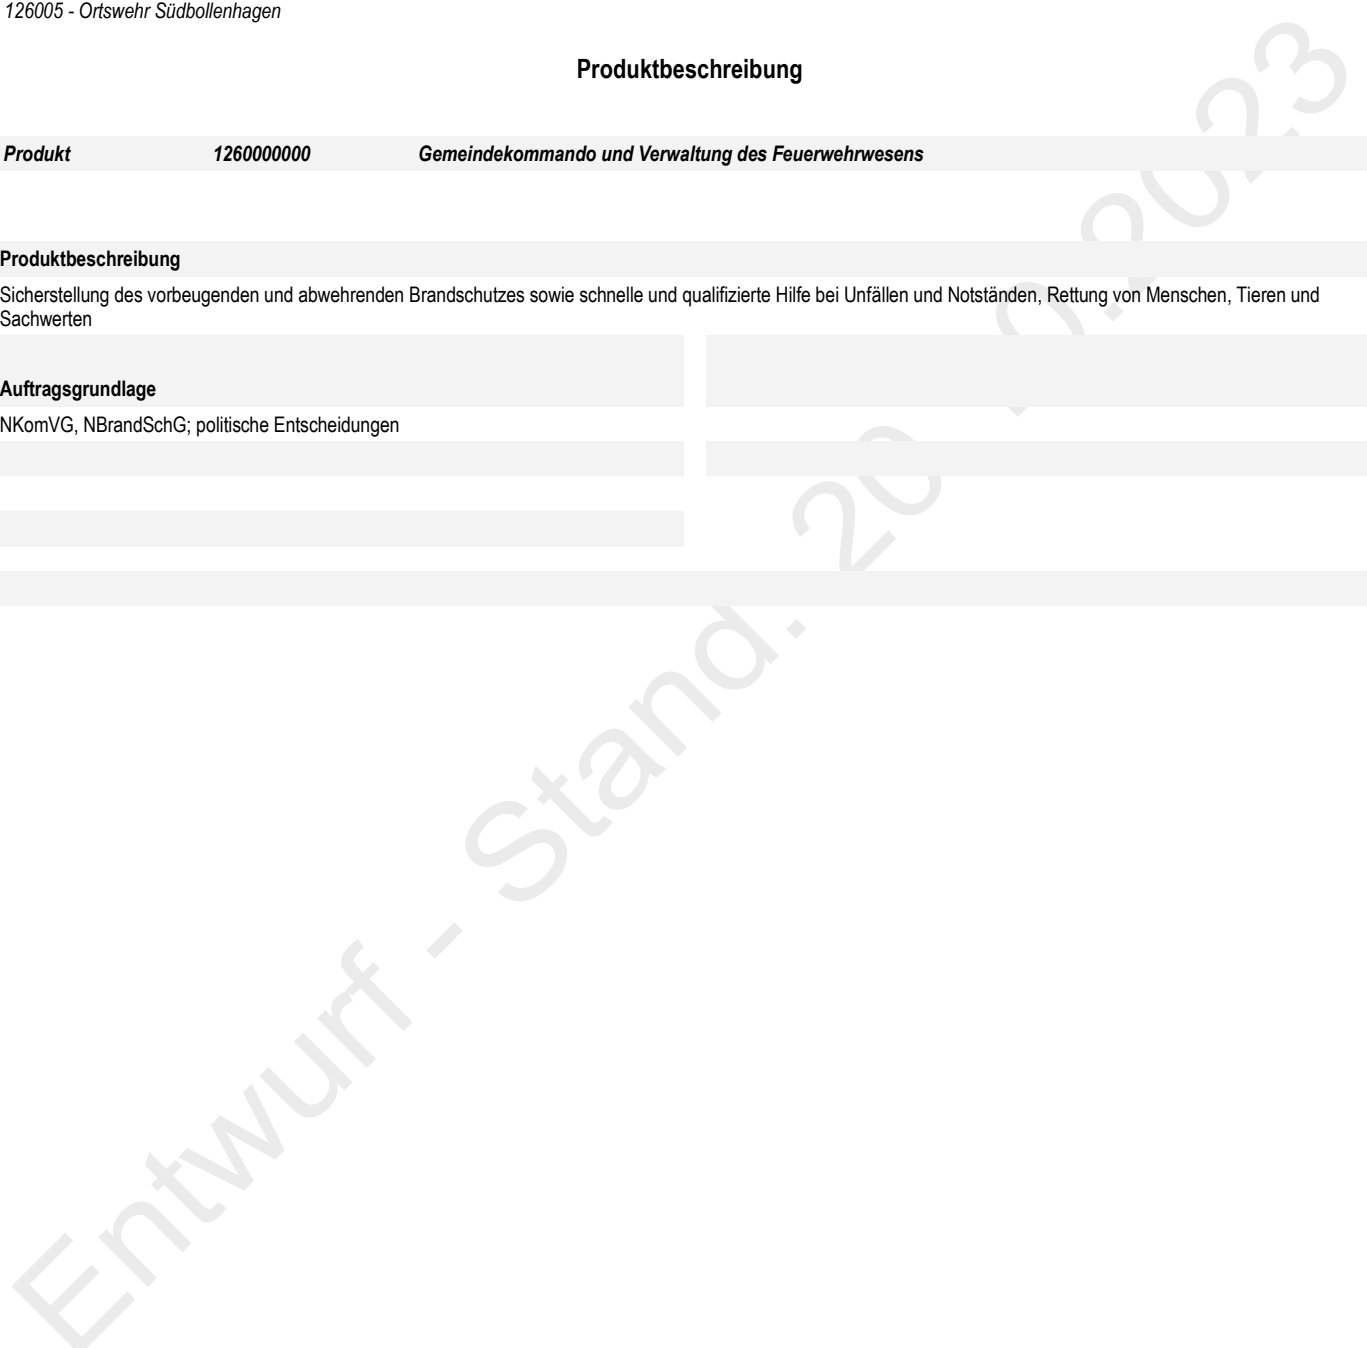 126005 - Ortswehr Südbollenhagen
Produktbeschreibung
Produkt 1260000000 Gemeindekommando und Verwaltung des Feuerwehrwesens
Produktbeschreibung
Sicherstellung des vorbeugenden und abwehrenden Brandschutzes sowie schnelle und qualifizierte Hilfe bei Unfällen und Notständen, Rettung von Menschen, Tieren und
Sachwerten
Auftragsgrundlage
NKomVG, NBrandSchG; politische Entscheidungen
Entwurf - Stand. 20
.2023